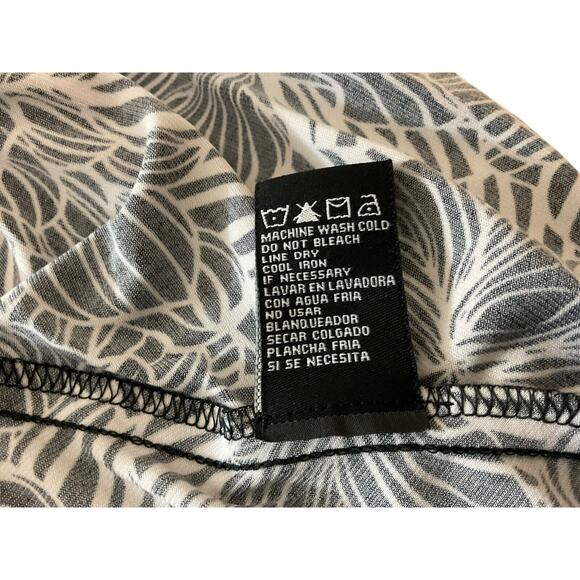 MACHINE WASH COLD
DO NOT BLEACH
LINE DRY
COOL IRON
IF NECESSARY
LAVAR EN LAVADORA
CON AGUA FRIA
NO USAR
BLANQUEADOR
SECAR COLGADO
PLANCHA FRIA
SI SE NECESITA